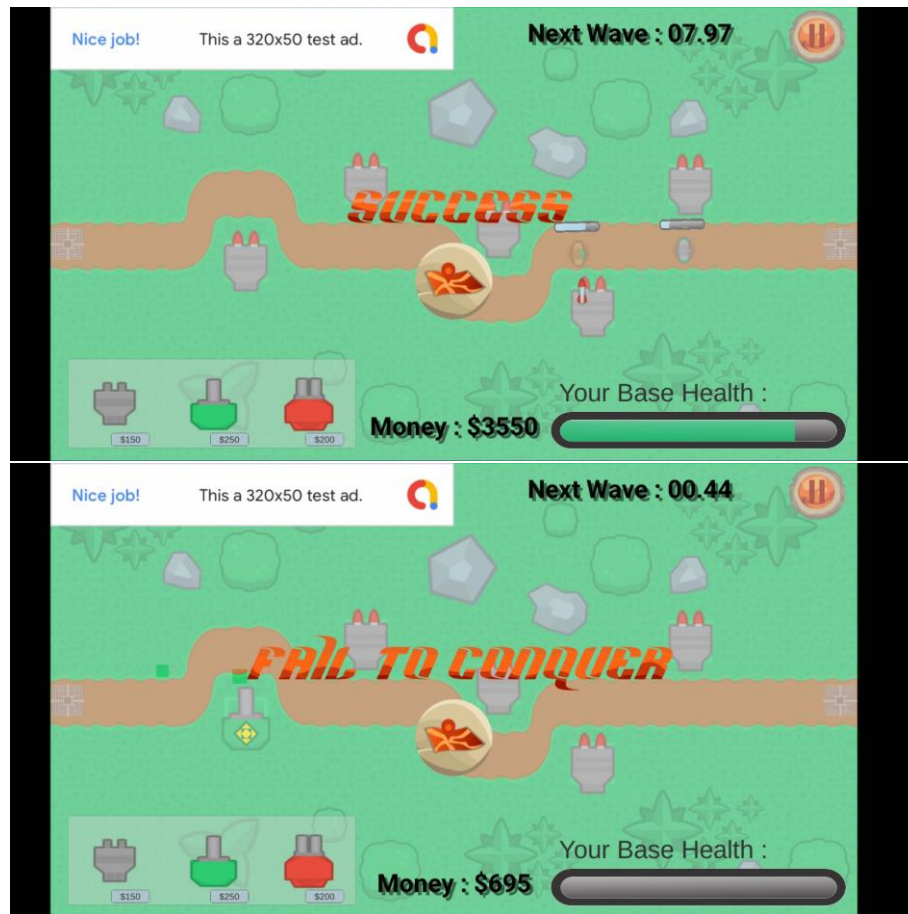 Nice job! This a 320x50 test ad. Next Wave : 07.97
SUCCESS
$150 $250 $200
Your Base Health :
Money : $3550
Nice job! This a 320x50 test ad. Next Wave : 00.44
FAIL TO CONQUER
$150 $250 $200
Your Base Health :
Money : $695